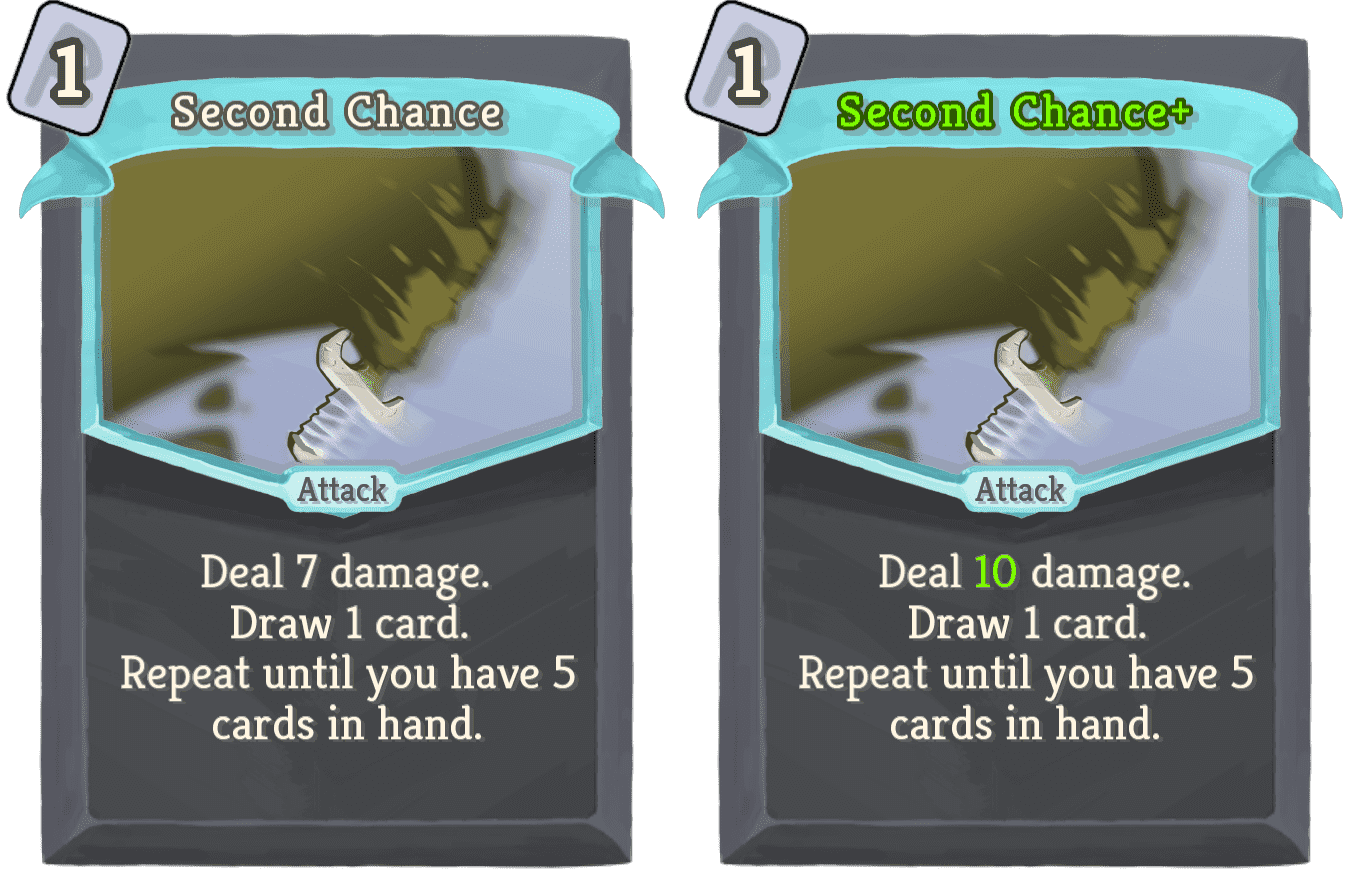 1
Second Chance
Attack
Deal 7 damage.
Draw 1 card.
Repeat until you have 5
cards in hand.
1
Second Chance+
Attack
Deal 10 damage.
Draw 1 card.
Repeat until you have 5
cards in hand.